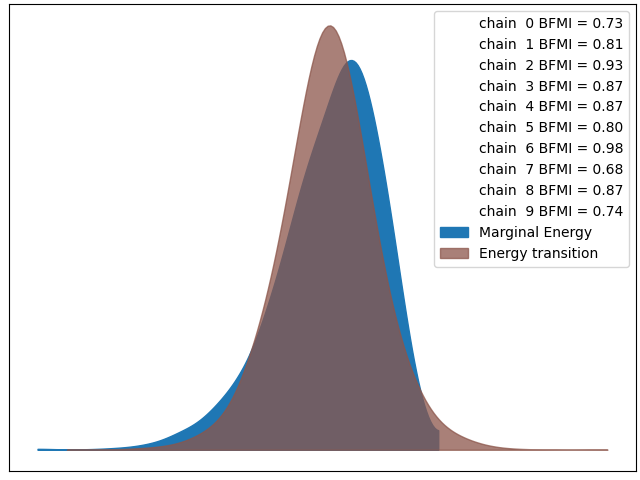 chain  0 BFMI = 0.73
chain  1 BFMI = 0.81
chain  2 BFMI = 0.93
chain  3 BFMI = 0.87
chain  4 BFMI = 0.87
chain  5 BFMI = 0.80
chain  6 BFMI = 0.98
chain  7 BFMI = 0.68
chain  8 BFMI = 0.87
chain  9 BFMI = 0.74
Marginal Energy
Energy transition